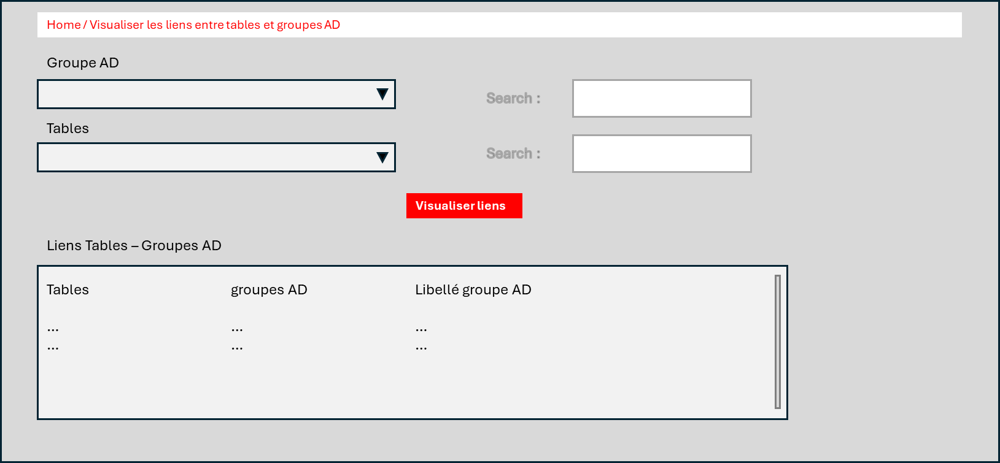 Home / Visualiser les liens entre tables et groupes AD
Groupe AD
Search :
Tables
Search :
Visualiser liens
Liens Tables – Groupes AD
Tables groupes AD Libellé groupe AD
... ... ...
... ... ...